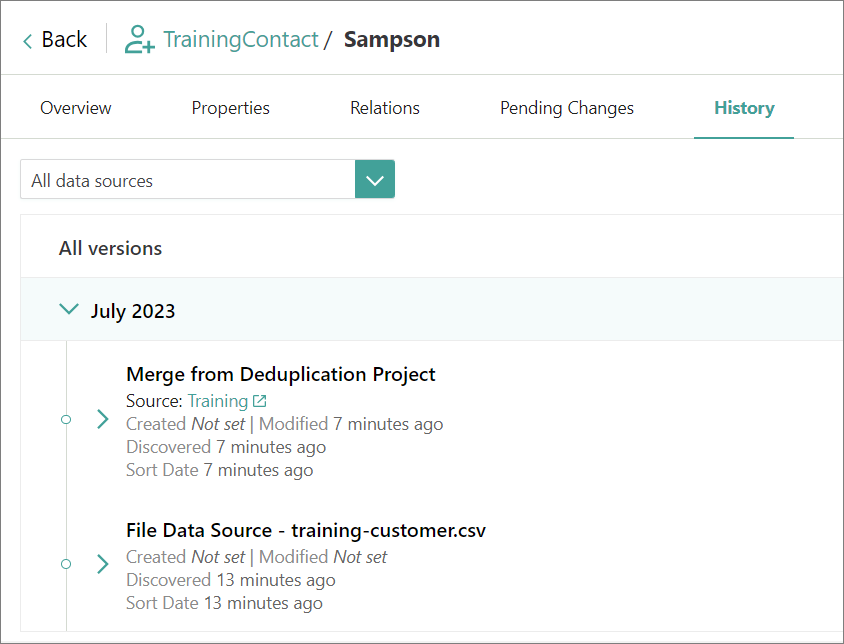 Back TrainingContact / Sampson
Overview Properties Relations Pending Changes History
All data sources
All versions
July 2023
Merge from Deduplication Project
Source: Training
Created Not set | Modified 7 minutes ago
Discovered 7 minutes ago
Sort Date 7 minutes ago
File Data Source - training-customer.csv
Created Not set | Modified Not set
Discovered 13 minutes ago
Sort Date 13 minutes ago